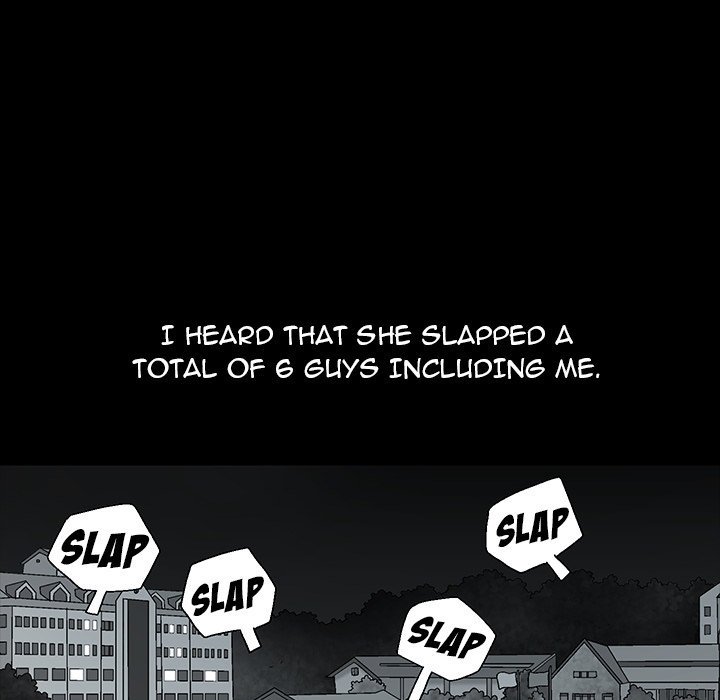 I HEARD THAT SHE SLAPPED A
TOTAL OF 6 GUYS INCLUDING ME.
SLAP
SLAP
SLAP
SLAP